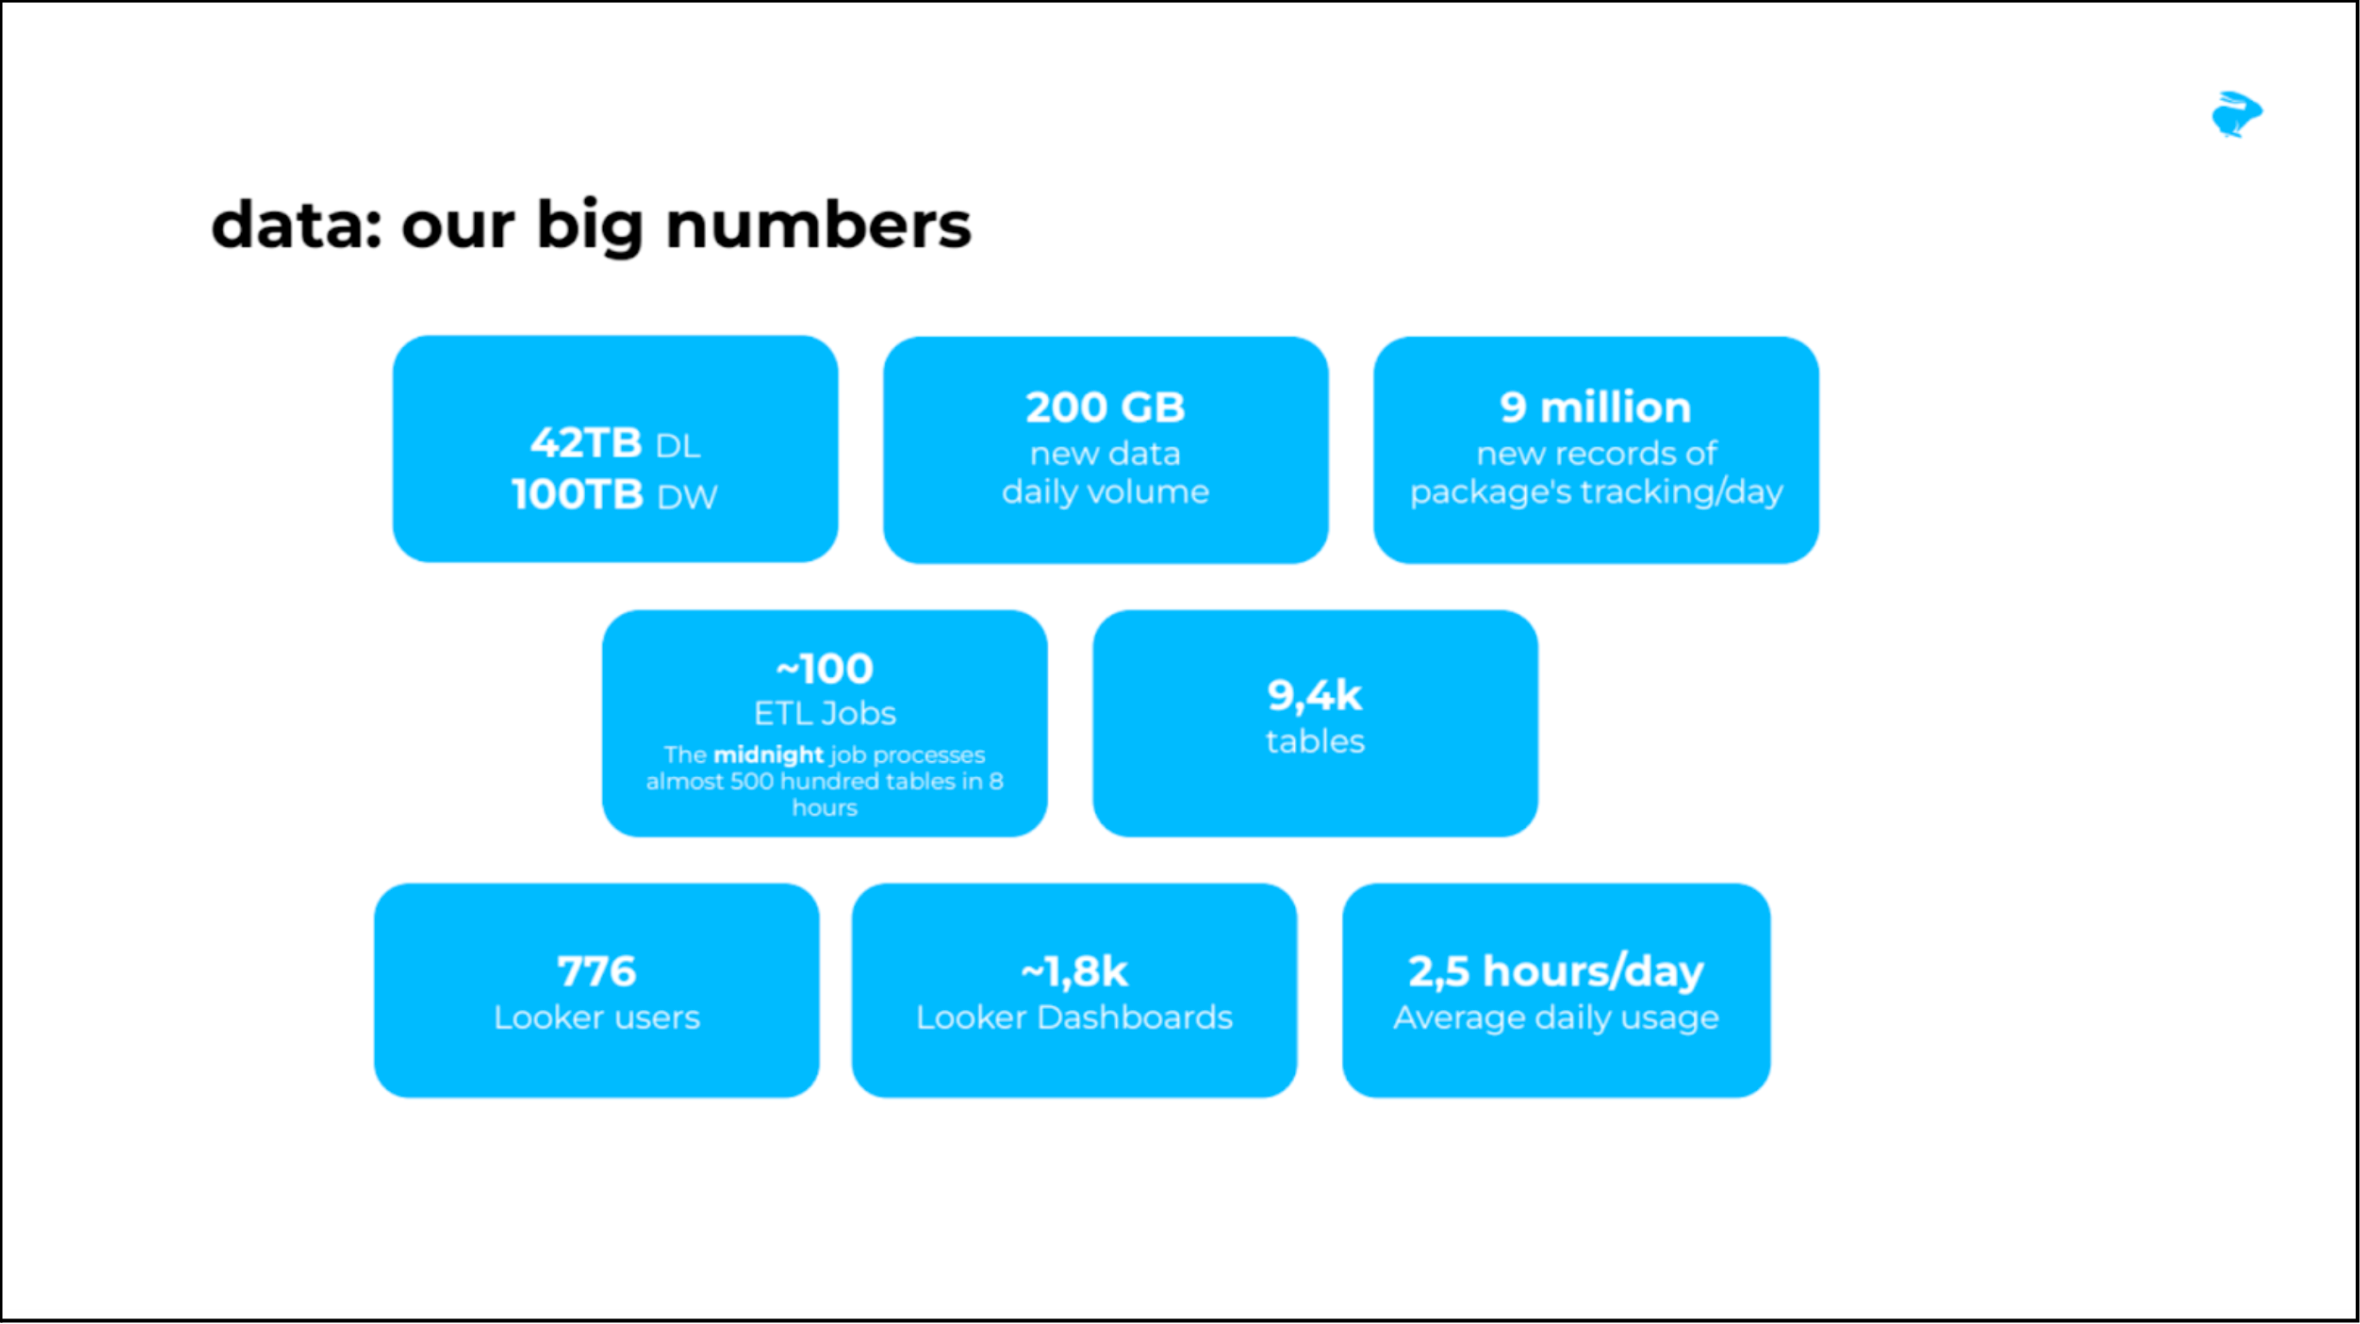 data: our big numbers
42TB DL
100TB DW
200 GB
new data
daily volume
9 million
new records of
package's tracking/day
~100
ETL Jobs
The midnight job processes
almost 500 hundred tables in 8
hours
9,4k
tables
776
Looker users
~1,8k
Looker Dashboards
2,5 hours/day
Average daily usage